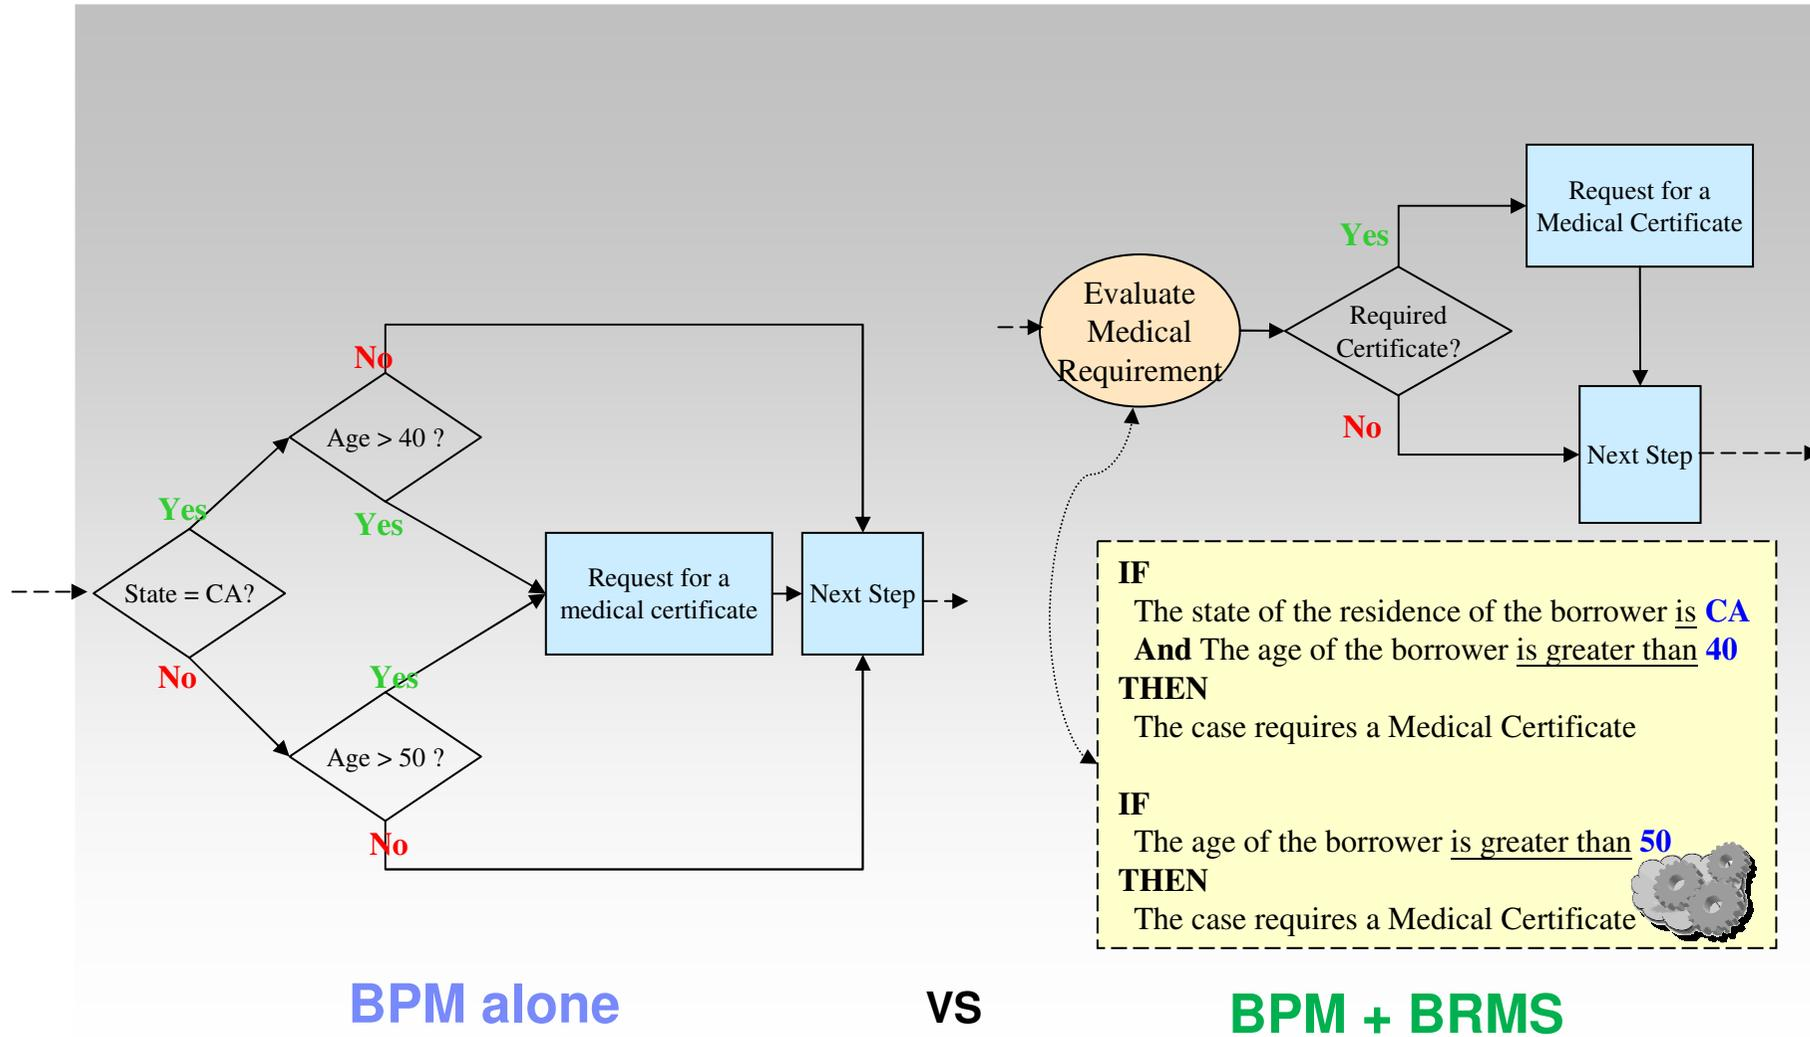 No
Age > 40 ?
Yes
Yes
State = CA?
No
Request for a
medical certificate
Next Step
Yes
Age > 50 ?
No
Evaluate
Medical
Requirement
Required
Certificate?
Yes
No
Request for a
Medical Certificate
Next Step
IF
The state of the residence of the borrower is CA
And The age of the borrower is greater than 40
THEN
The case requires a Medical Certificate
IF
The age of the borrower is greater than 50
THEN
The case requires a Medical Certificate
BPM alone
VS
BPM + BRMS